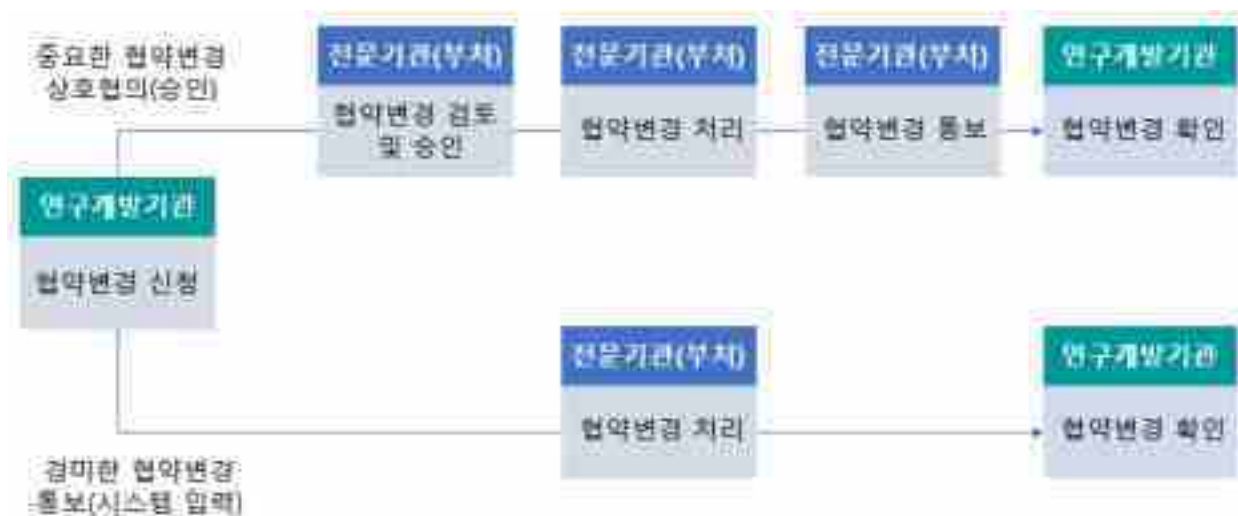 중요한 협약변경
상호협의(승인)
전문기관(부처)
협약변경 검토
및 승인
전문기관(부처)
협약변경 처리
전문기관(부처)
협약변경 통보
연구개발기관
협약변경 확인
연구개발기관
협약변경 신청
전문기관(부처)
협약변경 처리
연구개발기관
협약변경 확인
경미한 협약변경
통보(시스템 입력)